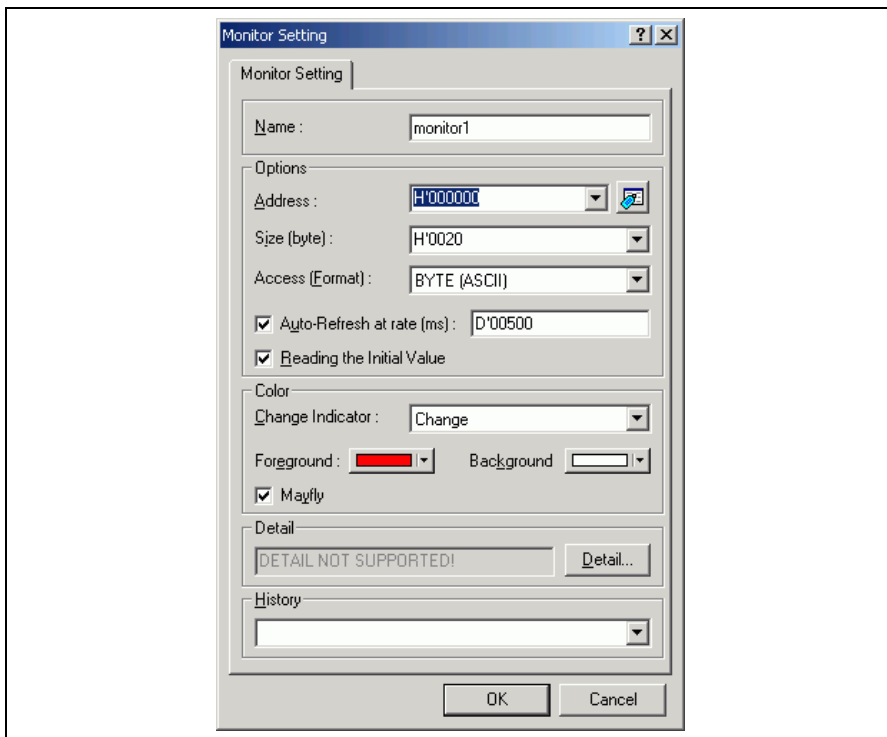 Monitor Setting
Monitor Setting
Name : monitor1
Options
Address : H'000000
Size (byte) : H'0020
Access (Format) : BYTE (ASCII)
Auto-Refresh at rate (ms) : D'00500
Reading the Initial Value
Color
Change Indicator : Change
Foreground : Background
Mayfly
Detail
DETAIL NOT SUPPORTED! Detail...
History
OK Cancel